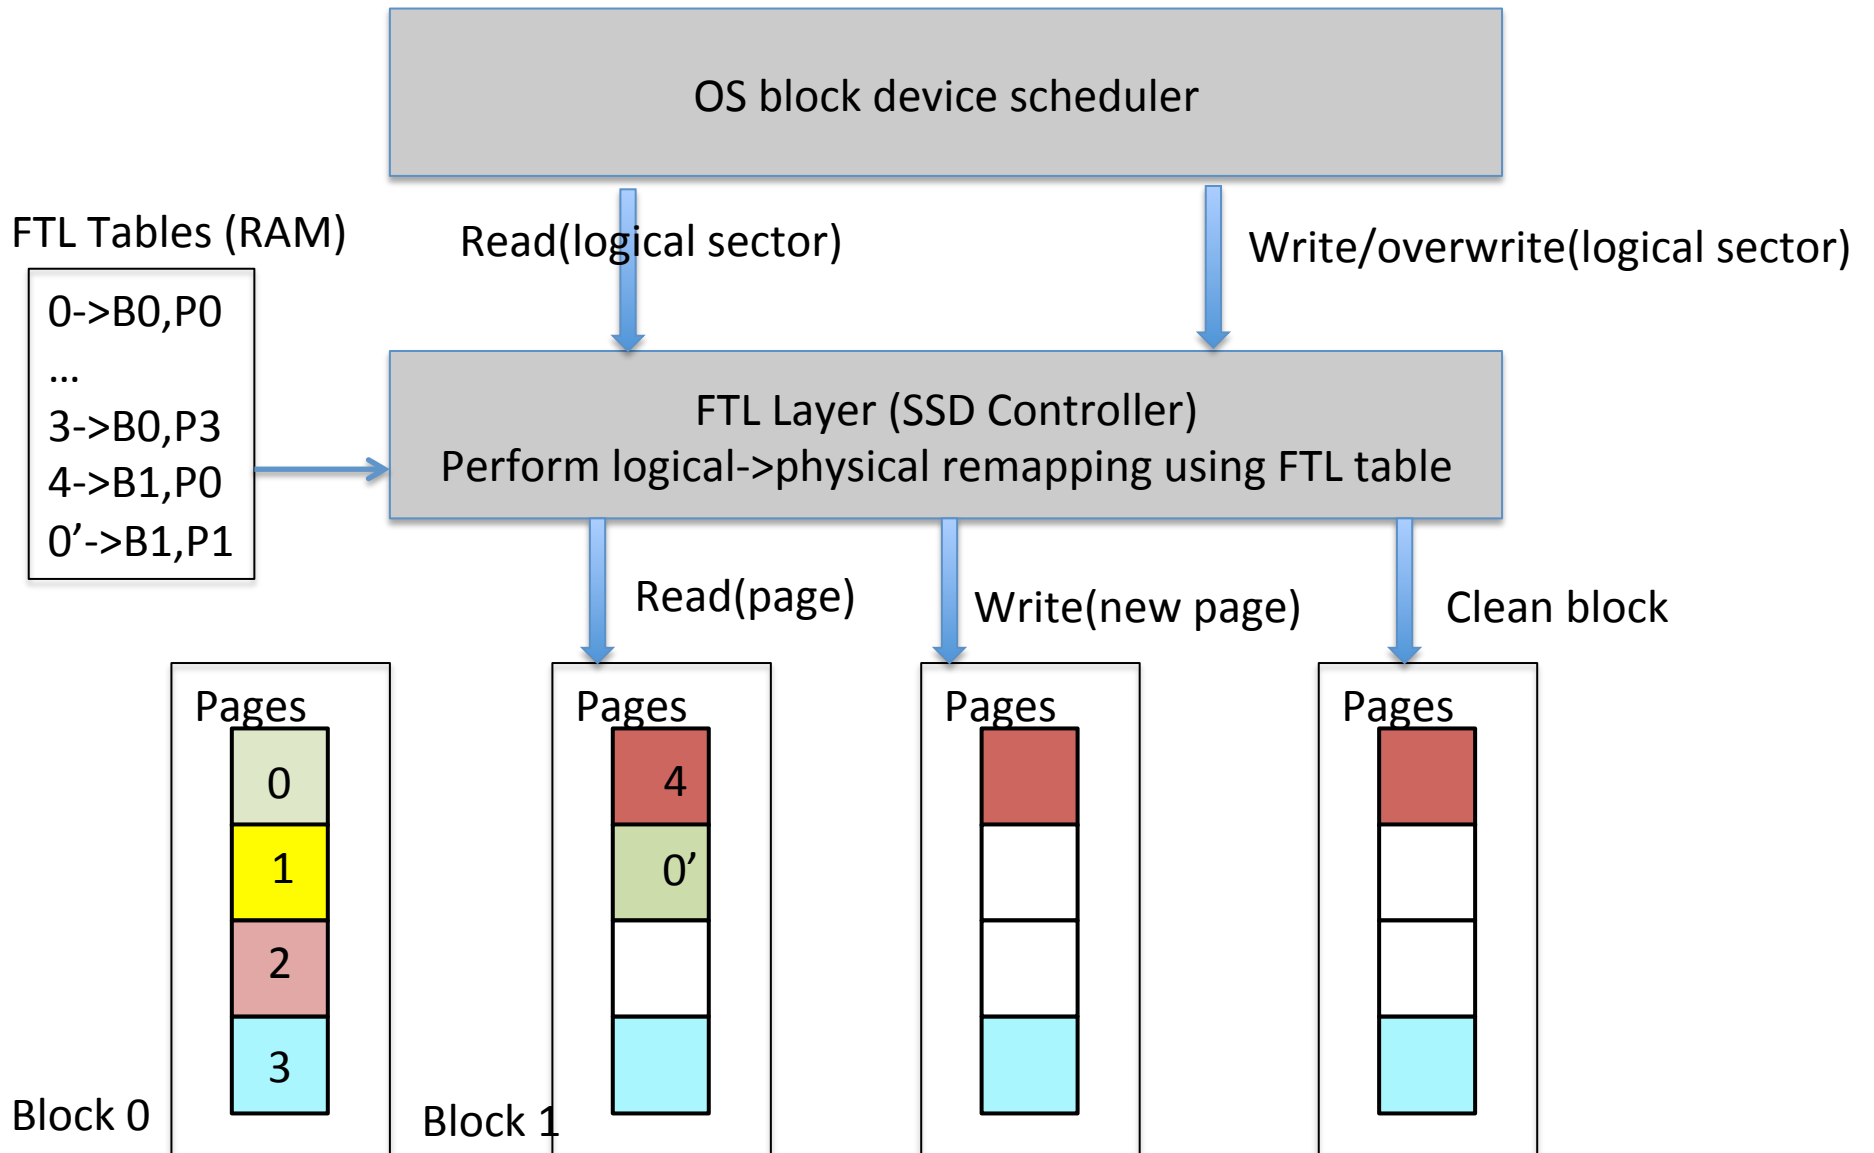 OS block device scheduler
FTL Tables (RAM)
Read(logical sector)
Write/overwrite(logical sector)
0->B0,P0
...
3->B0,P3
4->B1,P0
0’->B1,P1
FTL Layer (SSD Controller)
Perform logical->physical remapping using FTL table
Read(page)
Write(new page)
Clean block
Pages
0
1
2
3
Block 0
Pages
4
0’
Block 1
Pages
Pages